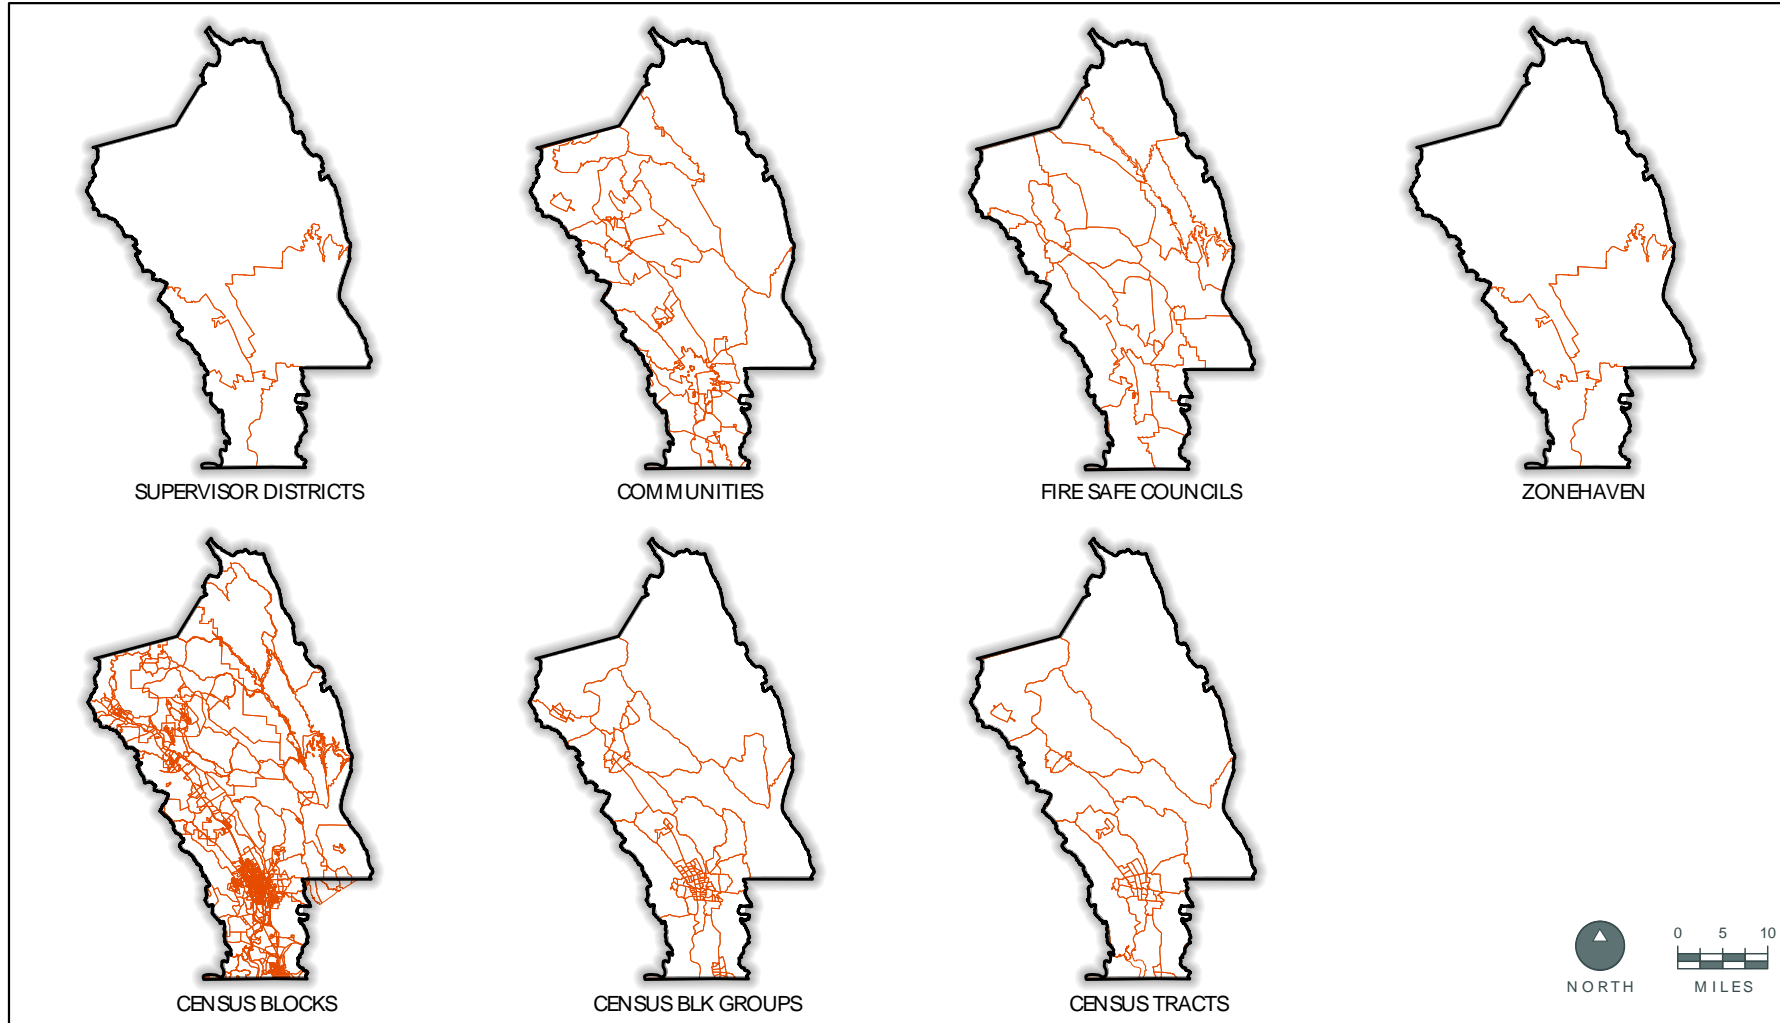 SUPERVISOR DISTRICTS
COMMUNITIES
FIRE SAFE COUNCILS
ZONEHAVEN
CENSUS BLOCKS
CENSUS BLK GROUPS
CENSUS TRACTS
NORTH
0 5 10
MILES